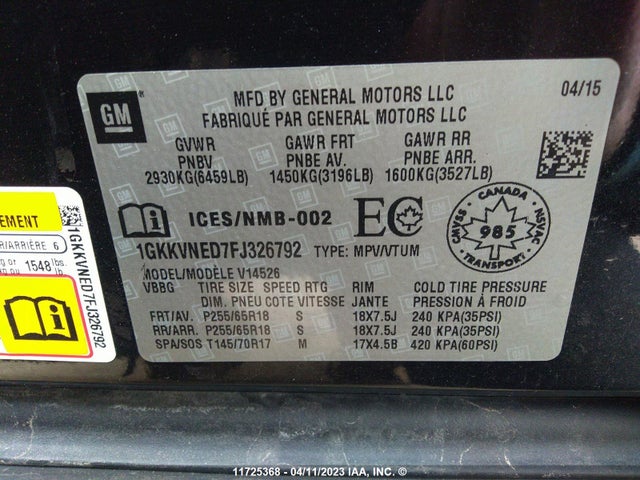 GM
MFD BY GENERAL MOTORS LLC 04/15
FABRIQUÉ PAR GENERAL MOTORS LLC
GVWR GAWR FRT GAWR RR
PNBV PNBE AV. PNBE ARR.
2930KG(6459LB) 1450KG(3196LB) 1600KG(3527LB)
ICES/NMB-002 EC
CANADA
CMVSS 985 NSVAC
TRANSPORT
1GKKVNED7FJ326792 TYPE: MPV/VTUM
MODEL/MODÈLE V14526
VBBG TIRE SIZE SPEED RTG RIM COLD TIRE PRESSURE
DIM. PNEU COTE VITESSE JANTE PRESSION À FROID
FRT/AV. P255/65R18 S 18X7.5J 240 KPA(35PSI)
RR/ARR. P255/65R18 S 18X7.5J 240 KPA(35PSI)
SPA/SOS T145/70R17 M 17X4.5B 420 KPA(60PSI)
EMENT
R/ARRIÈRE 6
1548 lbs.
1GKKVNED7FJ326792
11725368 - 04/11/2023 IAA, INC. ©